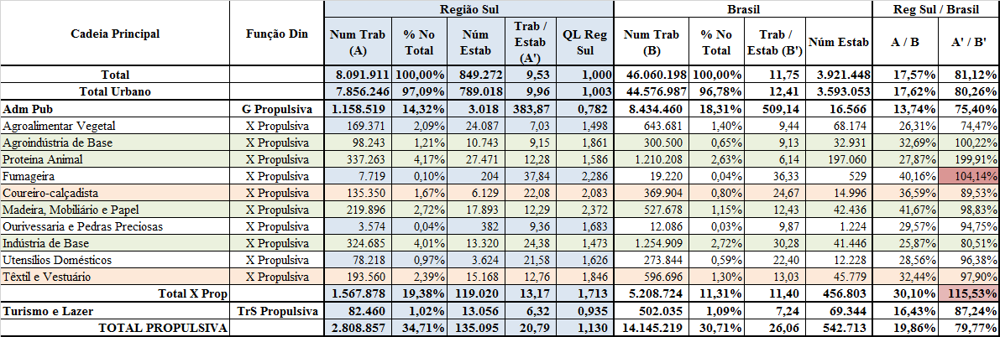 Região Sul Brasil Reg Sul / Brasil
Cadeia Principal Função Din Num Trab (A) % No Total Núm Estab Trab / Estab (A') QL Reg Sul Num Trab (B) % No Total Trab / Estab (B') Núm Estab A / B A' / B'
Total 8.091.911 100,00% 849.272 9,53 1,000 46.060.198 100,00% 11,75 3.921.448 17,57% 81,12%
Total Urbano 7.856.246 97,09% 789.018 9,96 1,003 44.576.987 96,78% 12,41 3.593.053 17,62% 80,26%
Adm Pub G Propulsiva 1.158.519 14,32% 3.018 383,87 0,782 8.434.460 18,31% 509,14 16.566 13,74% 75,40%
Agroalimentar Vegetal X Propulsiva 169.371 2,09% 24.087 7,03 1,498 643.681 1,40% 9,44 68.174 26,31% 74,47%
Agroindústria de Base X Propulsiva 98.243 1,21% 10.743 9,15 1,861 300.500 0,65% 9,13 32.931 32,69% 100,22%
Proteina Animal X Propulsiva 337.263 4,17% 27.471 12,28 1,586 1.210.208 2,63% 6,14 197.060 27,87% 199,91%
Fumageira X Propulsiva 7.719 0,10% 204 37,84 2,286 19.220 0,04% 36,33 529 40,16% 104,14%
Coureiro-calçadista X Propulsiva 135.350 1,67% 6.129 22,08 2,083 369.904 0,80% 24,67 14.996 36,59% 89,53%
Madeira, Mobiliário e Papel X Propulsiva 219.896 2,72% 17.893 12,29 2,372 527.678 1,15% 12,43 42.436 41,67% 98,83%
Ourivessaria e Pedras Preciosas X Propulsiva 3.574 0,04% 382 9,36 1,683 12.086 0,03% 9,87 1.224 29,57% 94,75%
Indústria de Base X Propulsiva 324.685 4,01% 13.320 24,38 1,473 1.254.909 2,72% 30,28 41.446 25,87% 80,51%
Utensílios Domésticos X Propulsiva 78.218 0,97% 3.624 21,58 1,626 273.844 0,59% 22,40 12.228 28,56% 96,38%
Têxtil e Vestuário X Propulsiva 193.560 2,39% 15.168 12,76 1,846 596.696 1,30% 13,03 45.779 32,44% 97,90%
Total X Prop 1.567.878 19,38% 119.020 13,17 1,713 5.208.724 11,31% 11,40 456.803 30,10% 115,53%
Turismo e Lazer TrS Propulsiva 82.460 1,02% 13.056 6,32 0,935 502.035 1,09% 7,24 69.344 16,43% 87,24%
TOTAL PROPULSIVA 2.808.857 34,71% 135.095 20,79 1,130 14.145.219 30,71% 26,06 542.713 19,86% 79,77%